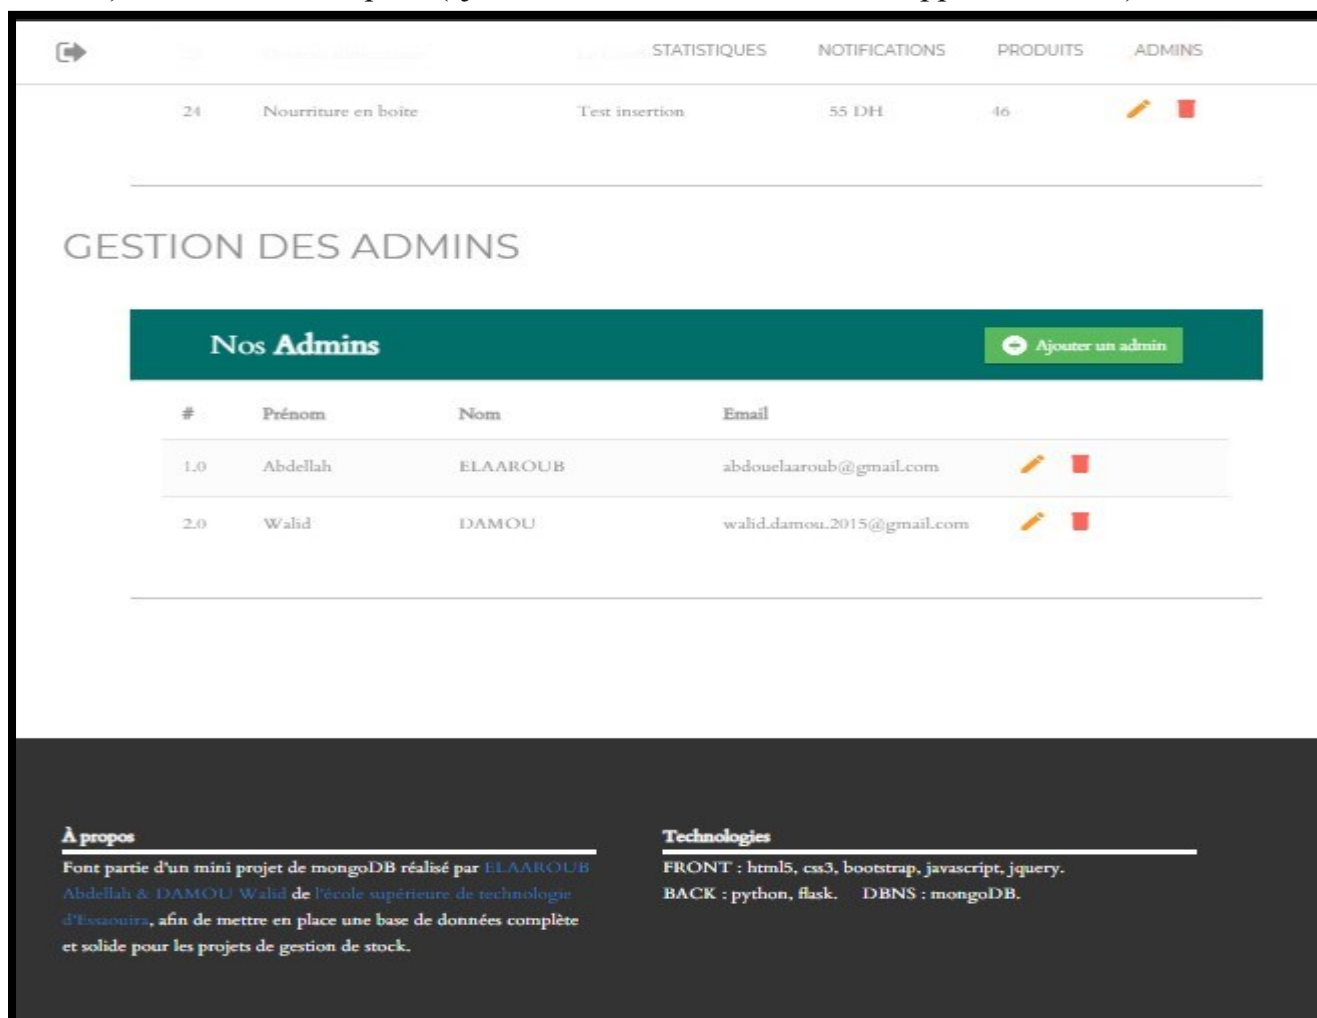 STATISTIQUES NOTIFICATIONS PRODUITS ADMINS
24 Nourriture en boîte Test insertion 55 DH 46
GESTION DES ADMINS
Nos Admins Ajouter un admin
# Prénom Nom Email
1.0 Abdellah ELAAROUB abdouelaaroub@gmail.com
2.0 Walid DAMOU walid.damou.2015@gmail.com
À propos
Font partie d'un mini projet de mongoDB réalisé par ELAAROUB
Abdellah & DAMOU Walid de l'école supérieure de technologie
d'Essaouira, afin de mettre en place une base de données complète
et solide pour les projets de gestion de stock.
Technologies
FRONT : html5, css3, bootstrap, javascript, jquery.
BACK : python, flask. DBNS : mongoDB.